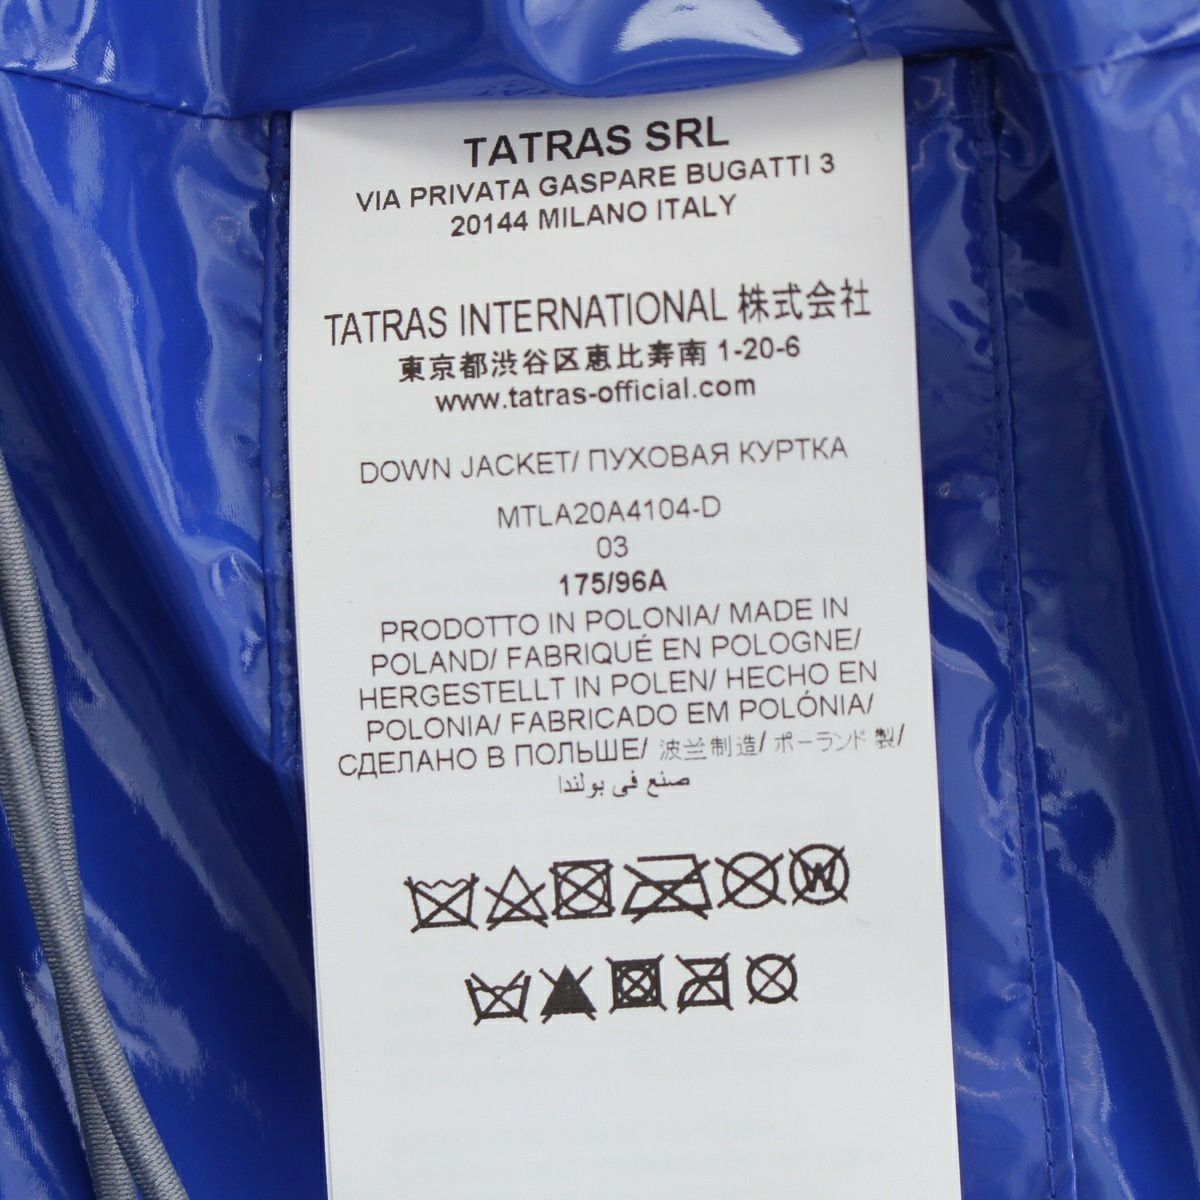 TATRAS SRL
VIA PRIVATA GASPARE BUGATTI 3
20144 MILANO ITALY
TATRAS INTERNATIONAL 株式会社
東京都渋谷区恵比寿南 1-20-6
www.tatras-official.com
DOWN JACKET/ ПУХОВАЯ КУРТКА
MTLA20A4104-D
03
175/96A
PRODOTTO IN POLONIA/ MADE IN
POLAND/ FABRIQUÉ EN POLOGNE/
HERGESTELLT IN POLEN/ HECHO EN
POLONIA/ FABRICADO EM POLÓNIA/
СДЕЛАНО В ПОЛЬШЕ/ 波兰制造/ ポーランド製/
صنع في بولندا
W